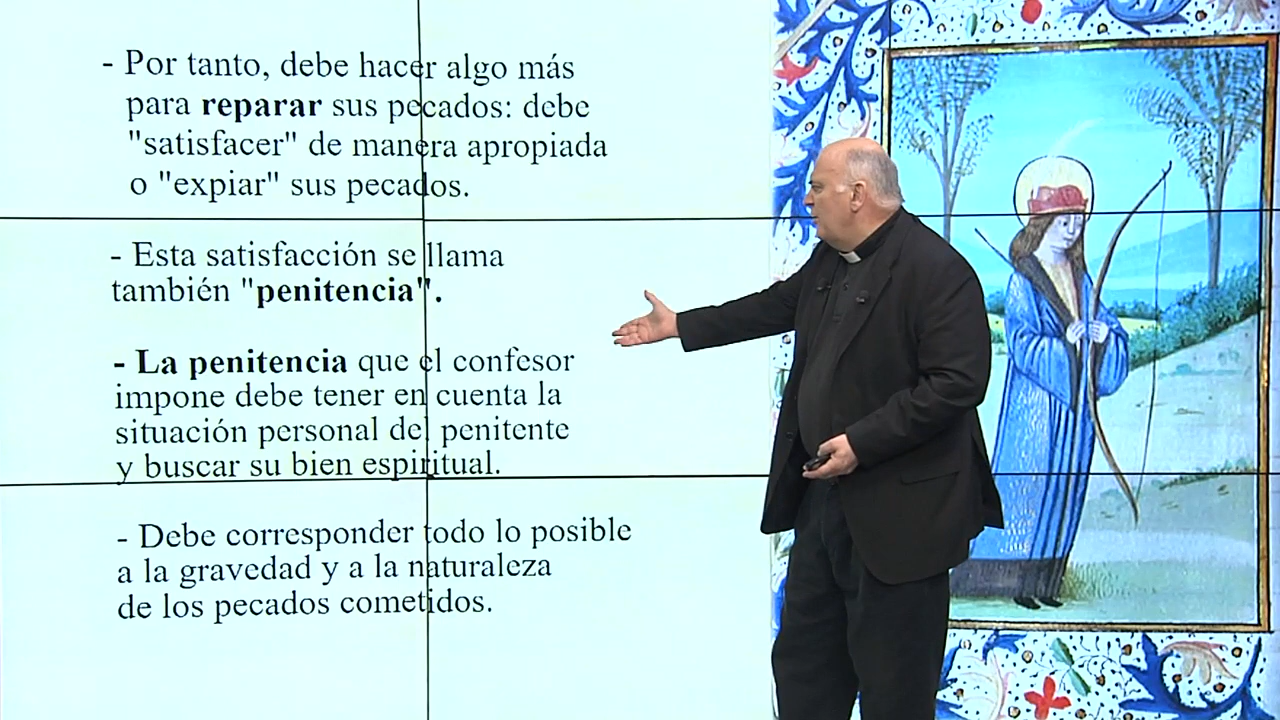 - Por tanto, debe hacer algo más
para reparar sus pecados: debe
"satisfacer" de manera apropiada
o "expiar" sus pecados.
- Esta satisfacción se llama
también "penitencia".
- La penitencia que el confesor
impone debe tener en cuenta la
situación personal del penitente
y buscar su bien espiritual.
- Debe corresponder todo lo posible
a la gravedad y a la naturaleza
de los pecados cometidos.